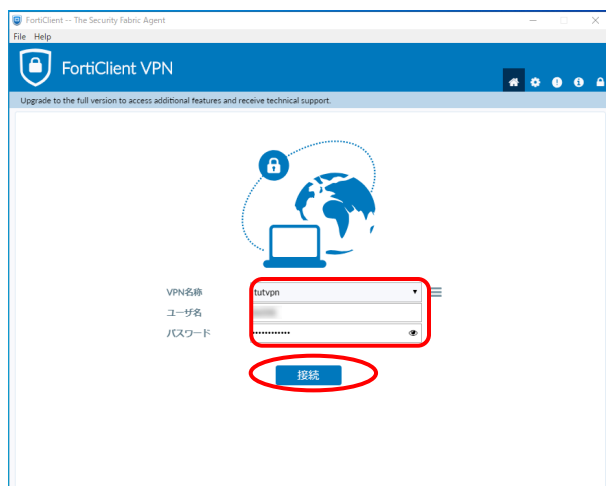 FortiClient -- The Security Fabric Agent
File Help
FortiClient VPN
Upgrade to the full version to access additional features and receive technical support.
VPN名称 tutvpn
ユーザ名
パスワード ••••••••••••
接続